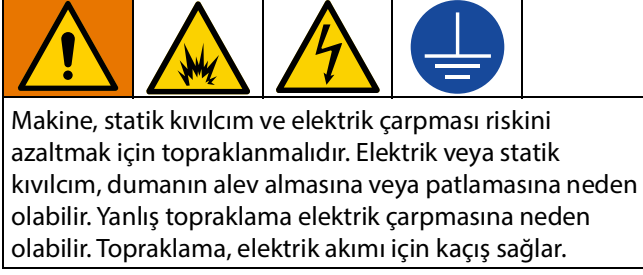 Makine, statik kıvılcım ve elektrik çarpması riskini
azaltmak için topraklanmalıdır. Elektrik veya statik
kıvılcım, dumanın alev almasına veya patlamasına neden
olabilir. Yanlış topraklama elektrik çarpmasına neden
olabilir. Topraklama, elektrik akımı için kaçış sağlar.